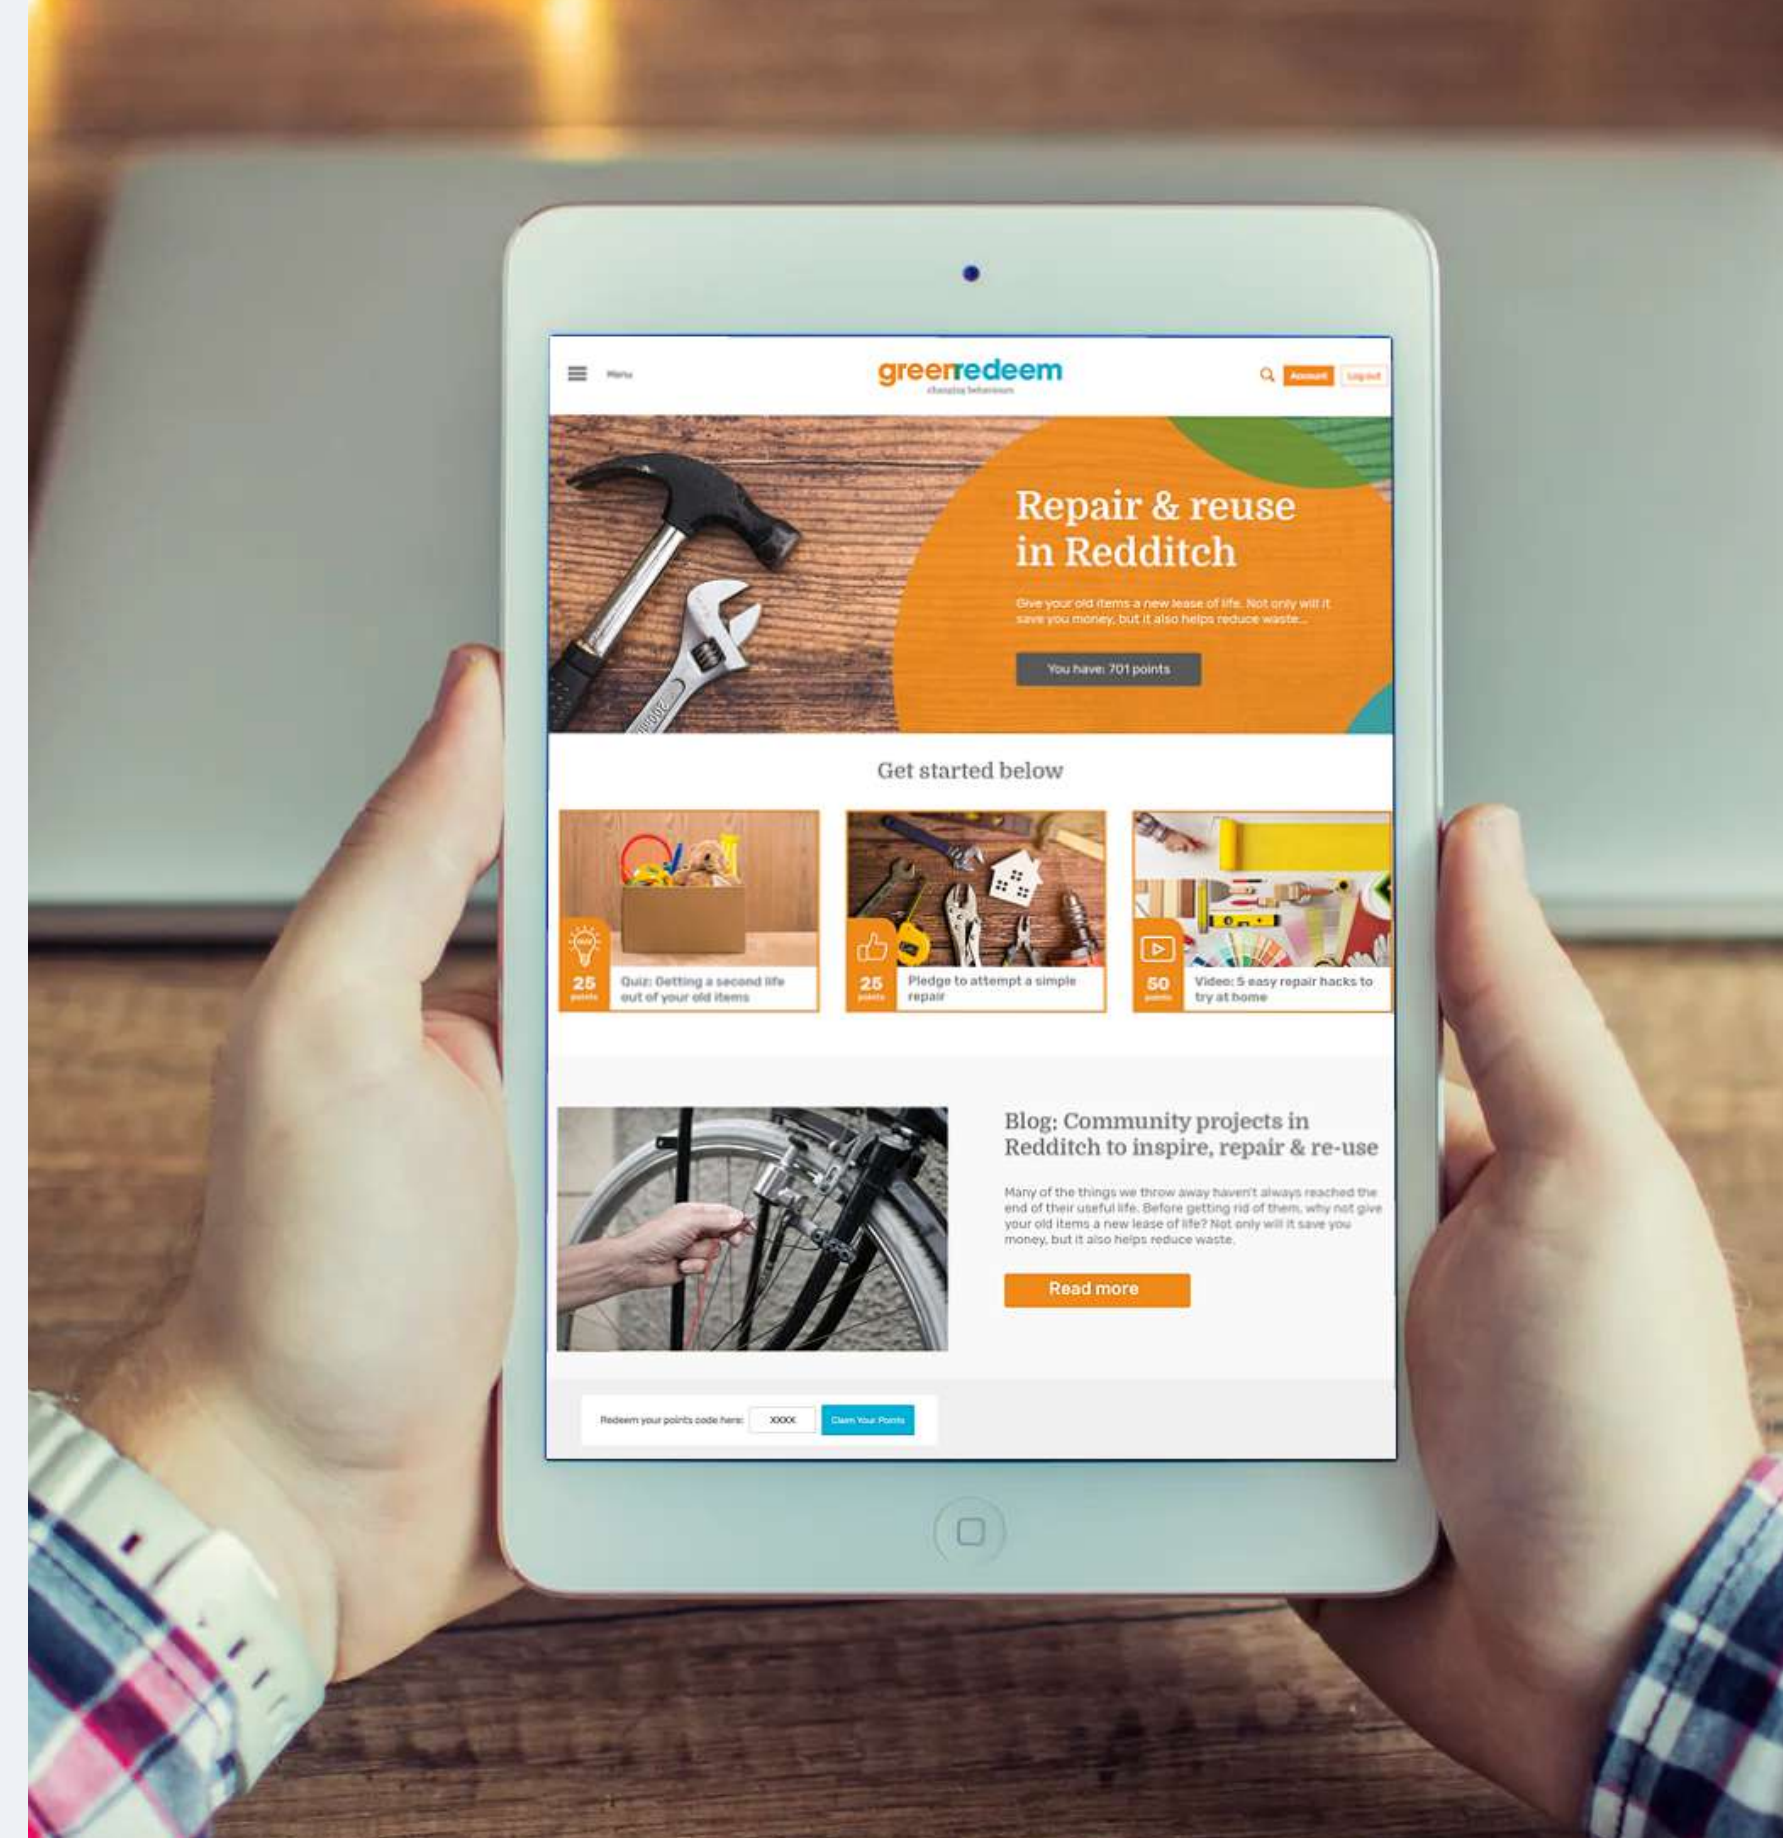 Menu
greenredeem
changing behaviours
Account
Log out
Repair & reuse
in Redditch
Give your old items a new lease of life. Not only will it
save you money, but it also helps reduce waste...
You have: 701 points
Get started below
25
points
Quiz: Getting a second life
out of your old items
25
points
Pledge to attempt a simple
repair
50
points
Video: 5 easy repair hacks to
try at home
Blog: Community projects in
Redditch to inspire, repair & re-use
Many of the things we throw away haven't always reached the
end of their useful life. Before getting rid of them, why not give
your old items a new lease of life? Not only will it save you
money, but it also helps reduce waste.
Read more
Redeem your points code here:
XXXX
Claim Your Points